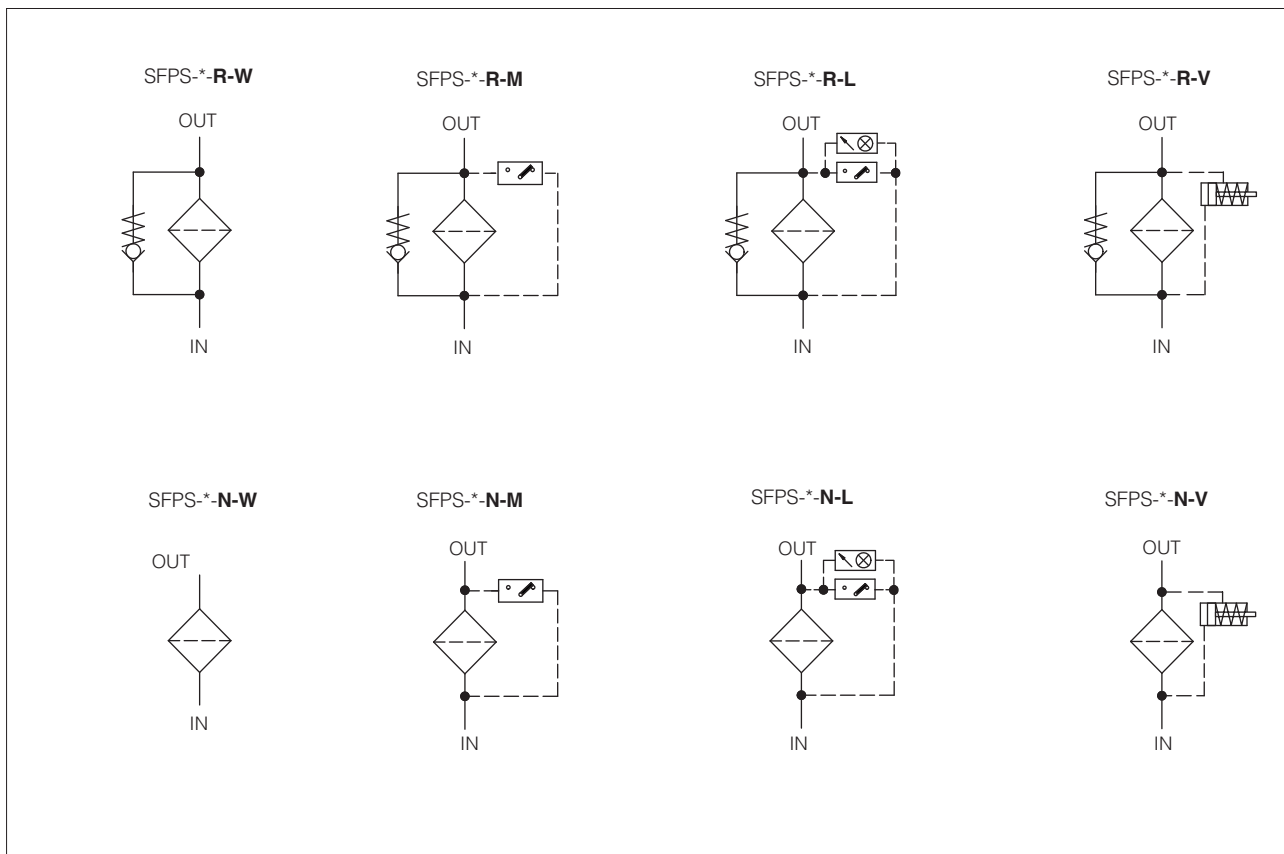 SFPS-*-R-W
SFPS-*-R-M
SFPS-*-R-L
SFPS-*-R-V
OUT
OUT
OUT
OUT
IN
IN
IN
IN
SFPS-*-N-W
SFPS-*-N-M
SFPS-*-N-L
SFPS-*-N-V
OUT
OUT
OUT
OUT
IN
IN
IN
IN